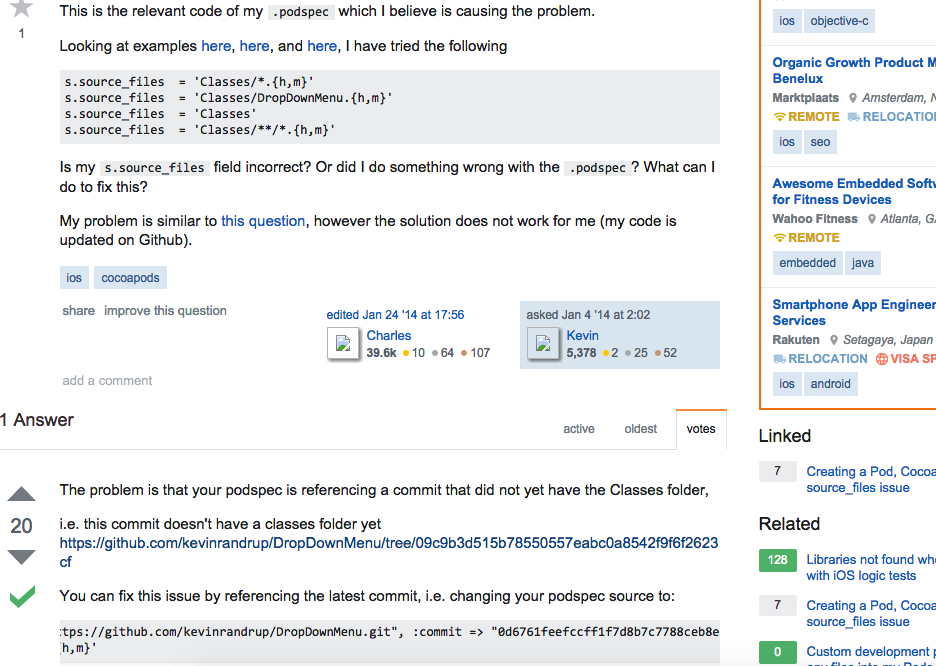 This is the relevant code of my .podspec which I believe is causing the problem.
1
Looking at examples here, here, and here, I have tried the following
s.source_files = 'Classes/*.{h,m}'
s.source_files = 'Classes/DropDownMenu.{h,m}'
s.source_files = 'Classes'
s.source_files = 'Classes/**/*.{h,m}'
Is my s.source_files field incorrect? Or did I do something wrong with the .podspec? What can I
do to fix this?
My problem is similar to this question, however the solution does not work for me (my code is
updated on Github).
ios cocoapods
share improve this question
edited Jan 24 '14 at 17:56
Charles
39.6k 10 64 107
asked Jan 4 '14 at 2:02
Kevin
5,378 2 25 52
add a comment
1 Answer
active oldest votes
The problem is that your podspec is referencing a commit that did not yet have the Classes folder,
20
i.e. this commit doesn't have a classes folder yet
https://github.com/kevinrandrup/DropDownMenu/tree/09c9b3d515b78550557eabc0a8542f9f6f2623
cf
You can fix this issue by referencing the latest commit, i.e. changing your podspec source to:
tps://github.com/kevinrandrup/DropDownMenu.git", :commit => "0d6761feefccff1f7d8b7c7788ceb8e
{h,m}'
ios objective-c
Organic Growth Product M
Benelux
Marktplaats Amsterdam, N
REMOTE RELOCATIO
ios seo
Awesome Embedded Softw
for Fitness Devices
Wahoo Fitness Atlanta, GA
REMOTE
embedded java
Smartphone App Engineer
Services
Rakuten Setagaya, Japan
RELOCATION VISA SP
ios android
Linked
7 Creating a Pod, Cocoa
source_files issue
Related
128 Libraries not found whe
with iOS logic tests
7 Creating a Pod, Cocoa
source_files issue
0 Custom development p